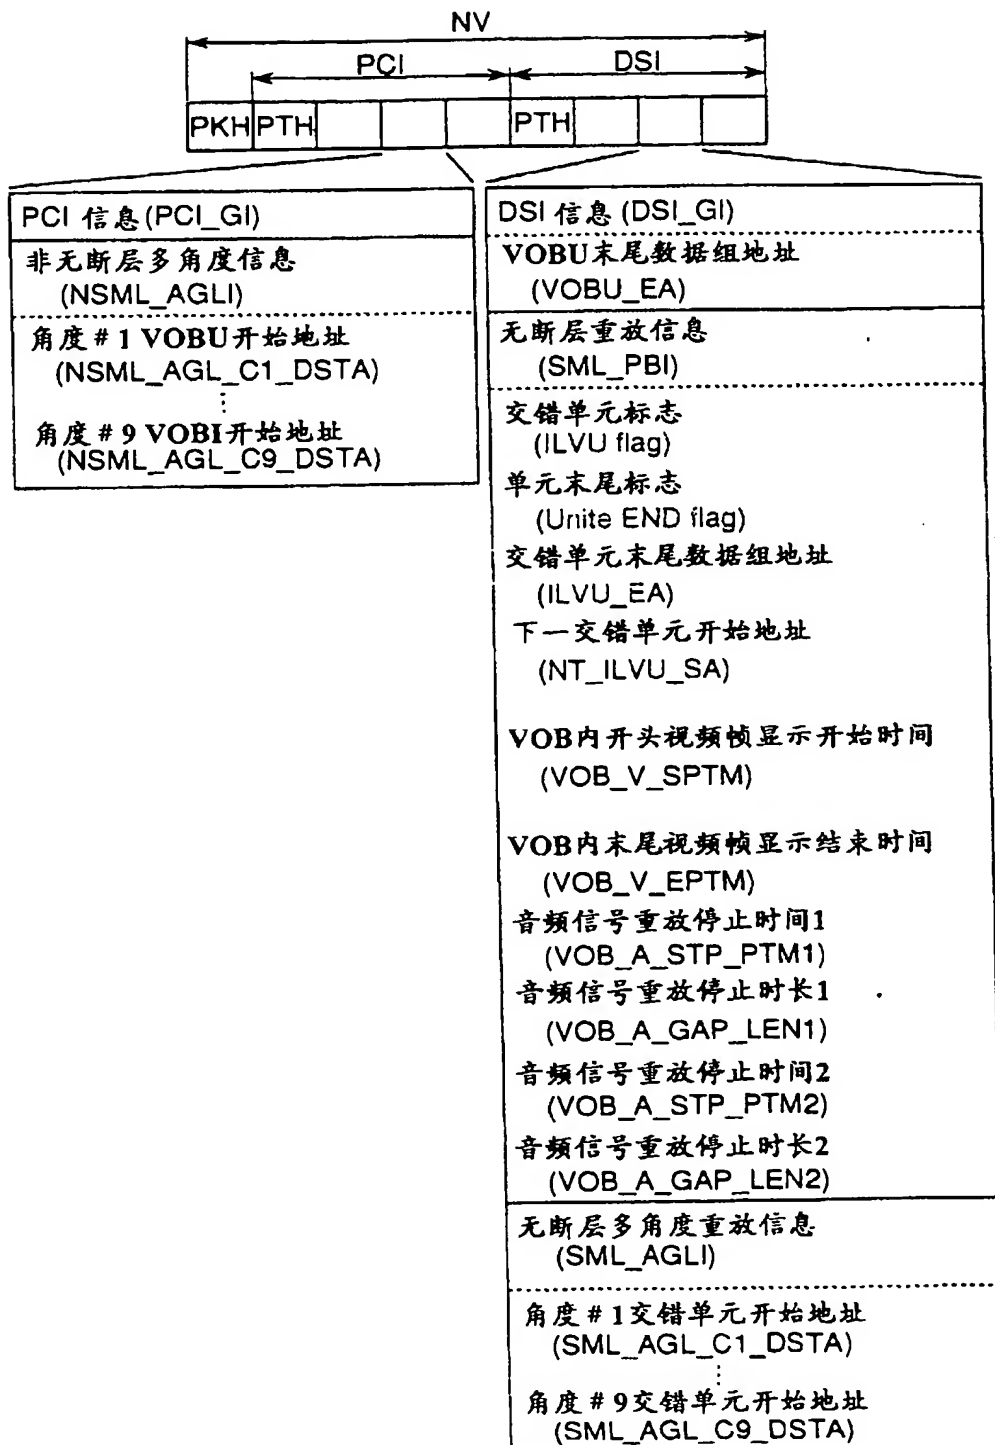 NV
PCI
DSI
PKH PTH PTH
PCI 信息(PCI_GI)
非无断层多角度信息
(NSML_AGLI)
角度#1 VOBU开始地址
(NSML_AGL_C1_DSTA)
⋮
角度#9 VOBI开始地址
(NSML_AGL_C9_DSTA)
DSI 信息(DSI_GI)
VOBU末尾数据组地址
(VOBU_EA)
无断层重放信息
(SML_PBI)
交错单元标志
(ILVU flag)
单元末尾标志
(Unite END flag)
交错单元末尾数据组地址
(ILVU_EA)
下一交错单元开始地址
(NT_ILVU_SA)
VOB内开头视频帧显示开始时间
(VOB_V_SPTM)
VOB内末尾视频帧显示结束时间
(VOB_V_EPTM)
音频信号重放停止时间1
(VOB_A_STP_PTM1)
音频信号重放停止时长1
(VOB_A_GAP_LEN1)
音频信号重放停止时间2
(VOB_A_STP_PTM2)
音频信号重放停止时长2
(VOB_A_GAP_LEN2)
无断层多角度重放信息
(SML_AGLI)
角度#1交错单元开始地址
(SML_AGL_C1_DSTA)
⋮
角度#9交错单元开始地址
(SML_AGL_C9_DSTA)